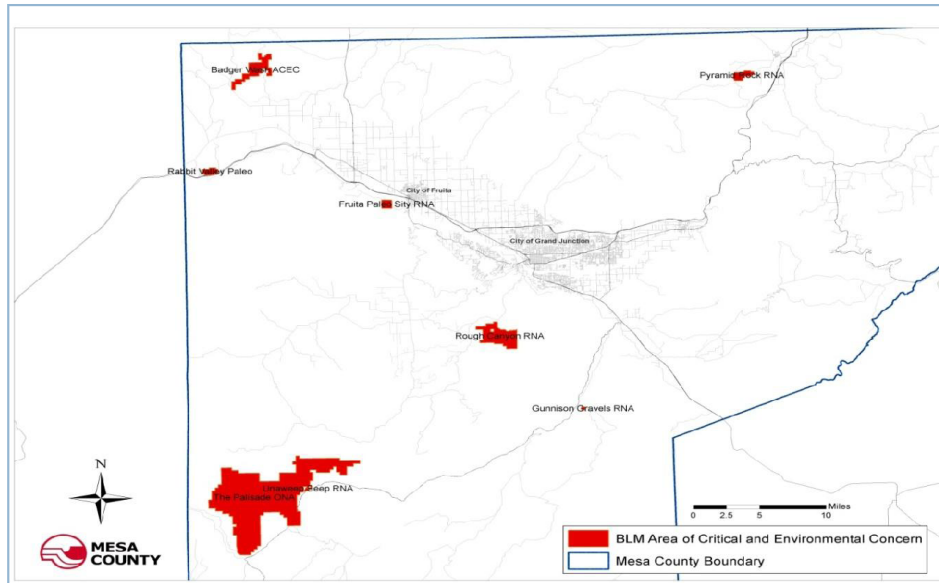 Badger Wash ACEC
Pyramid Rock RNA
Rabbit Valley Paleo
City of Fruita
Fruita Paleo Sity RNA
City of Grand Junction
Rough Canyon RNA
Gunnison Gravels RNA
Unaweep Peep RNA
The Palisade ONA
N
Miles
0 2.5 5 10
MESA
COUNTY
BLM Area of Critical and Environmental Concern
Mesa County Boundary